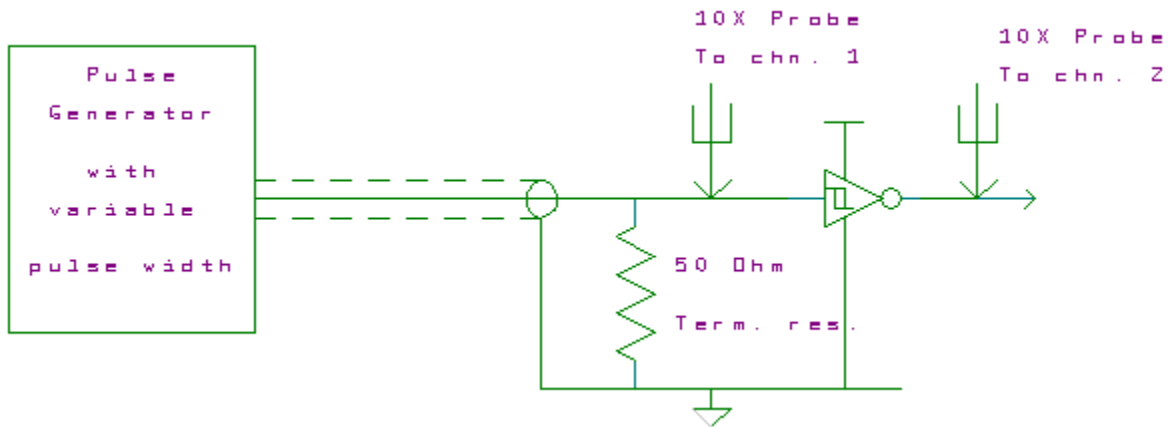 Pulse
Generator
with
variable
pulse width
10X Probe
To chn. 1
10X Probe
To chn. 2
50 Ohm
Term. res.